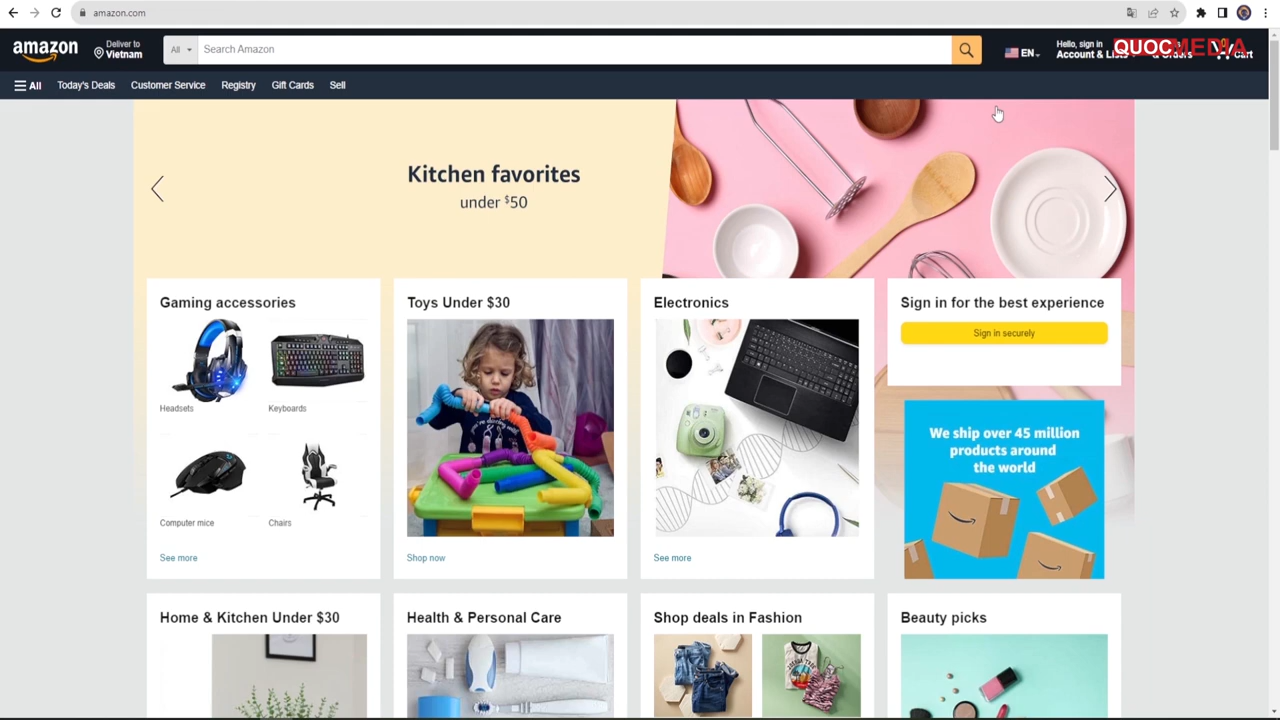 amazon.com
amazon
Deliver to
Vietnam
All
Search Amazon
EN
Hello, sign in
Account & Lists
& Orders
Cart
QUOC MEDIA
All
Today's Deals
Customer Service
Registry
Gift Cards
Sell
Kitchen favorites
under $50
Gaming accessories
Headsets
Keyboards
Computer mice
Chairs
See more
Toys Under $30
Shop now
Electronics
See more
Sign in for the best experience
Sign in securely
We ship over 45 million
products around
the world
Home & Kitchen Under $30
Health & Personal Care
Shop deals in Fashion
Beauty picks